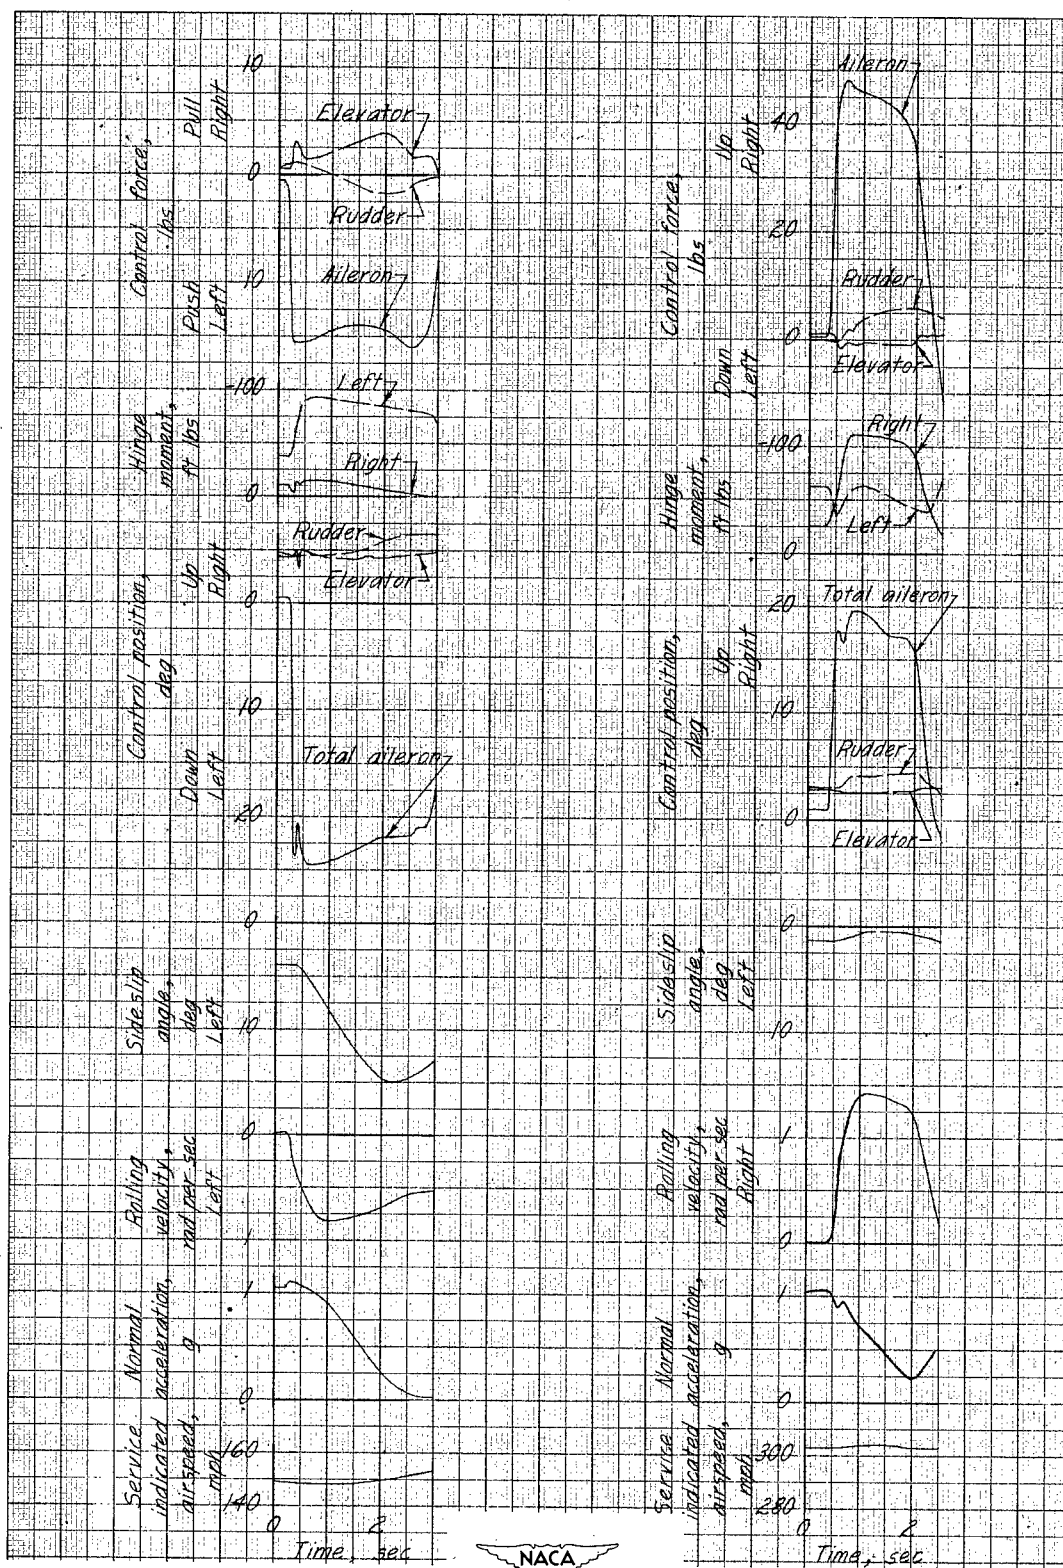 10
Pull
Right
Elevator
0
Control force,
lbs
Rudder
10
Push
Left
Aileron
-100
Left
Hinge
moment,
ft lbs
Right
0
Rudder
Up
Right
Elevator
0
Control position,
deg
10
Total aileron
Down
Left
20
0
Sideslip
angle,
deg
Left
10
0
Rolling
velocity,
rad per sec
Left
1
1
Normal
acceleration,
g
0
Service
indicated
airspeed,
mph
160
140
0 2
Time, sec
NACA
Aileron
40
Up
Right
Control force,
lbs
20
Rudder
0
Down
Left
Elevator
Right
-100
Hinge
moment,
ft lbs
Left
0
Total aileron
20
Control position,
deg
Up
Right
10
Rudder
0
Elevator
0
Sideslip
angle,
deg
Left
10
Rolling
velocity,
rad per sec
Right
1
0
Normal
acceleration,
g
1
0
Service
indicated
airspeed,
mph
300
280
0 2
Time, sec